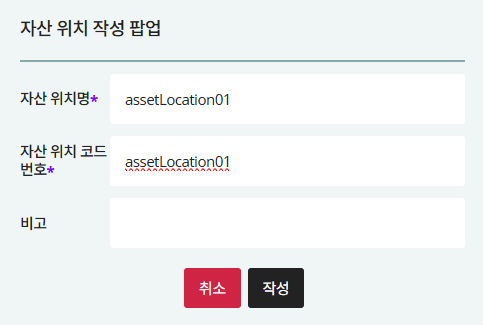 자산 위치 작성 팝업
자산 위치명*
assetLocation01
자산 위치 코드
번호*
assetLocation01
비고
취소
작성